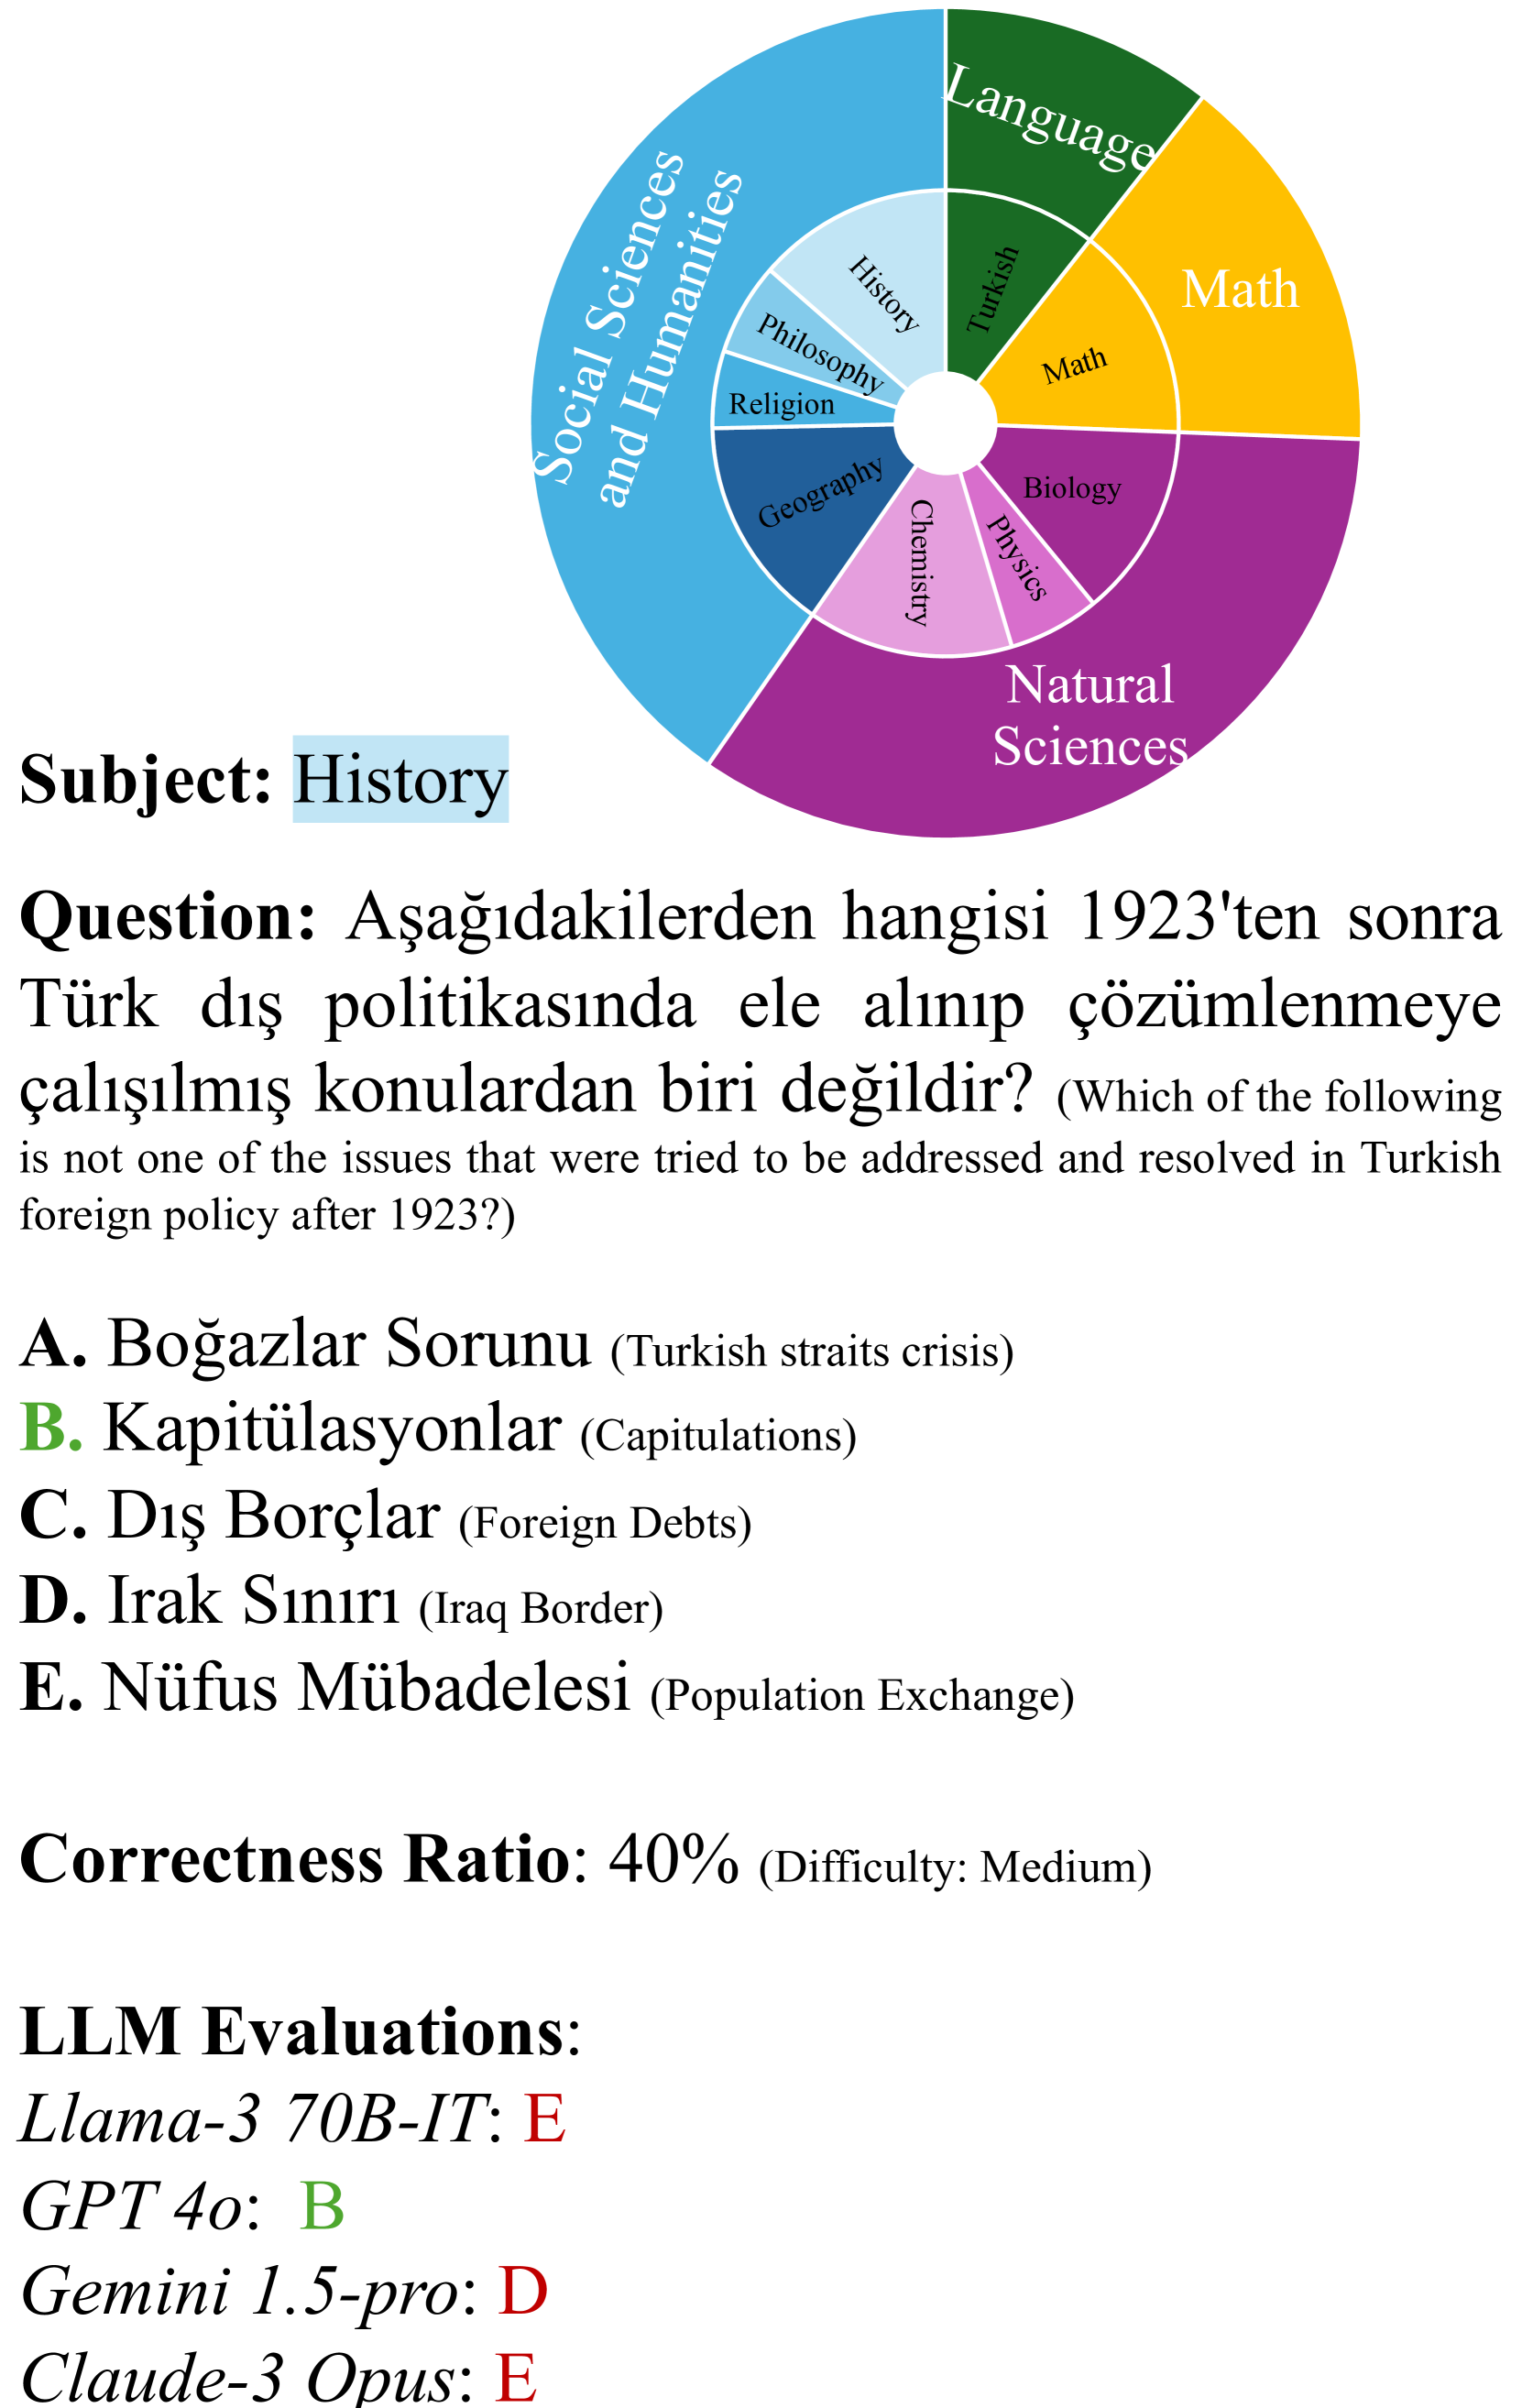 Language
Math
Social Sciences
and Humanities
History
Turkish
Philosophy
Math
Religion
Geography
Biology
Chemistry
Physics
Natural
Sciences
Subject: History
Question: Aşağıdakilerden hangisi 1923'ten sonra
Türk dış politikasında ele alınıp çözümlenmeye
çalışılmış konulardan biri değildir? (Which of the following
is not one of the issues that were tried to be addressed and resolved in Turkish
foreign policy after 1923?)
A. Boğazlar Sorunu (Turkish straits crisis)
B. Kapitülasyonlar (Capitulations)
C. Dış Borçlar (Foreign Debts)
D. Irak Sınırı (Iraq Border)
E. Nüfus Mübadelesi (Population Exchange)
Correctness Ratio: 40% (Difficulty: Medium)
LLM Evaluations:
Llama-3 70B-IT: E
GPT 4o: B
Gemini 1.5-pro: D
Claude-3 Opus: E